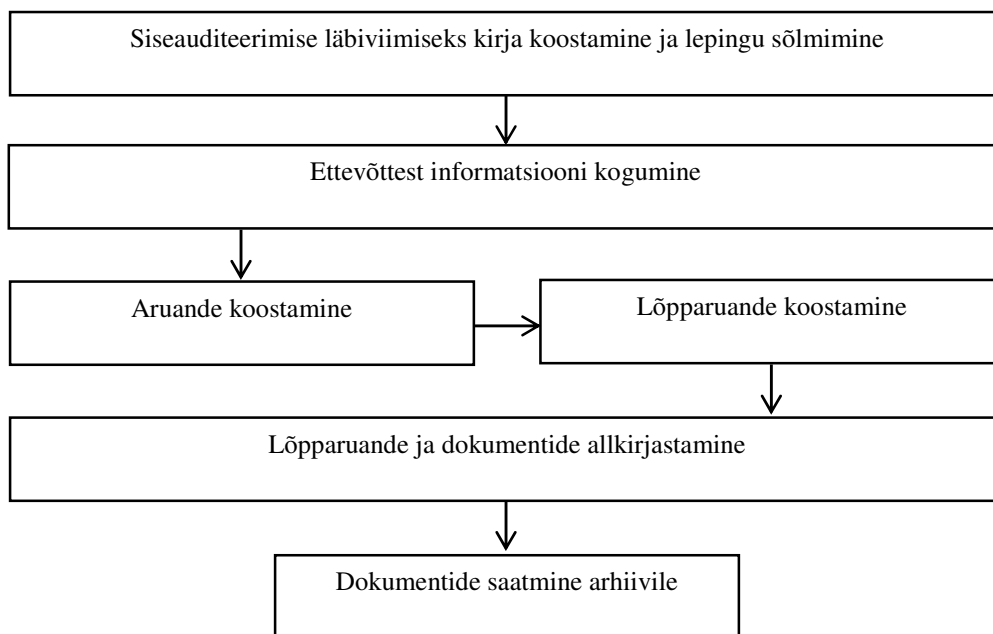 Siseauditeerimise läbiviimiseks kirja koostamine ja lepingu sõlmimine
Ettevõttest informatsiooni kogumine
Aruande koostamine
Lõpparuande koostamine
Lõpparuande ja dokumentide allkirjastamine
Dokumentide saatmine arhiivile